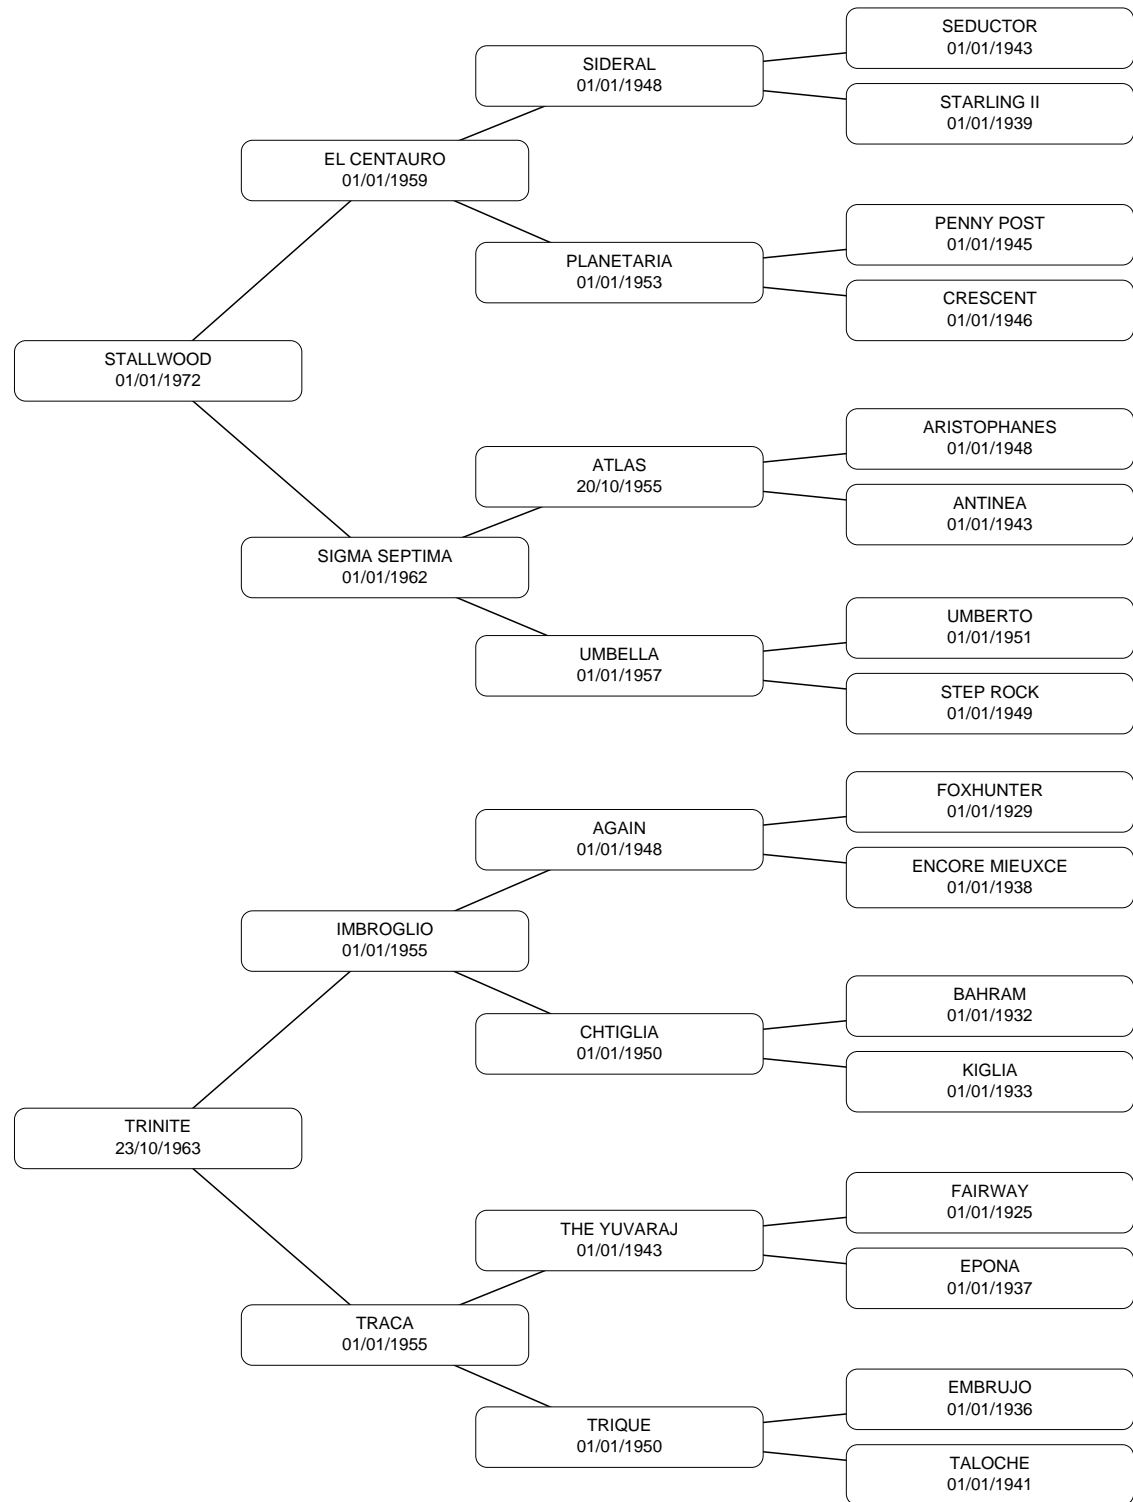 SEDUCTOR
01/01/1943
SIDERAL
01/01/1948
STARLING II
01/01/1939
EL CENTAURO
01/01/1959
PENNY POST
01/01/1945
PLANETARIA
01/01/1953
CRESCENT
01/01/1946
STALLWOOD
01/01/1972
ARISTOPHANES
01/01/1948
ATLAS
20/10/1955
ANTINEA
01/01/1943
SIGMA SEPTIMA
01/01/1962
UMBERTO
01/01/1951
UMBELLA
01/01/1957
STEP ROCK
01/01/1949
FOXHUNTER
01/01/1929
AGAIN
01/01/1948
ENCORE MIEUXCE
01/01/1938
IMBROGLIO
01/01/1955
BAHRAM
01/01/1932
CHTIGLIA
01/01/1950
KIGLIA
01/01/1933
TRINITE
23/10/1963
FAIRWAY
01/01/1925
THE YUVARAJ
01/01/1943
EPONA
01/01/1937
TRACA
01/01/1955
EMBRUJO
01/01/1936
TRIQUE
01/01/1950
TALOCHE
01/01/1941